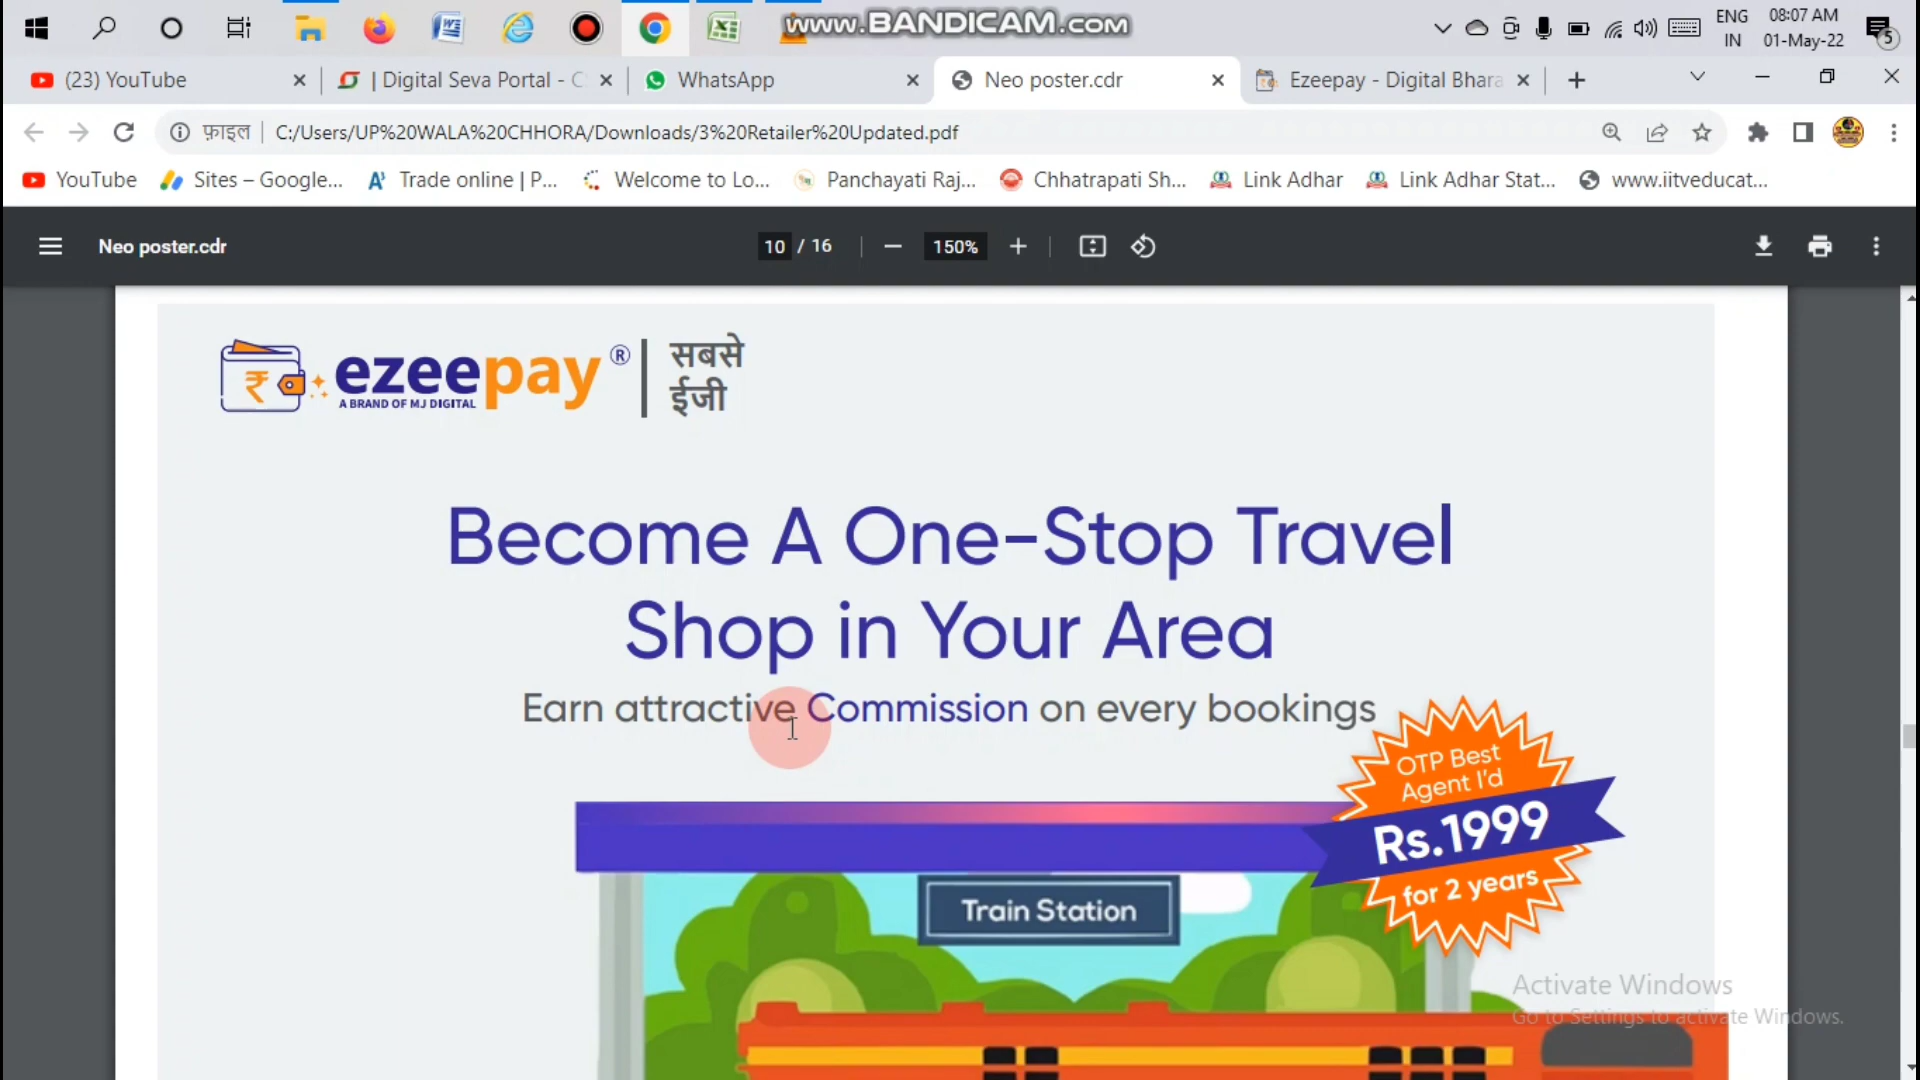 www.BANDICAM.com
ENG
IN
08:07 AM
01-May-22
5
(23) YouTube
| Digital Seva Portal - C
WhatsApp
Neo poster.cdr
Ezeepay - Digital Bhara
फ़ाइल
C:/Users/UP%20WALA%20CHHORA/Downloads/3%20Retailer%20Updated.pdf
YouTube
Sites – Google...
Trade online | P...
Welcome to Lo...
Panchayati Raj...
Chhatrapati Sh...
Link Adhar
Link Adhar Stat...
www.iitveducat...
Neo poster.cdr
10 / 16
150%
ezeepay ®
A BRAND OF MJ DIGITAL
सबसे
ईजी
Become A One-Stop Travel
Shop in Your Area
Earn attractive Commission on every bookings
OTP Best
Agent I'd
Rs.1999
for 2 years
Train Station
Activate Windows
Go to Settings to activate Windows.